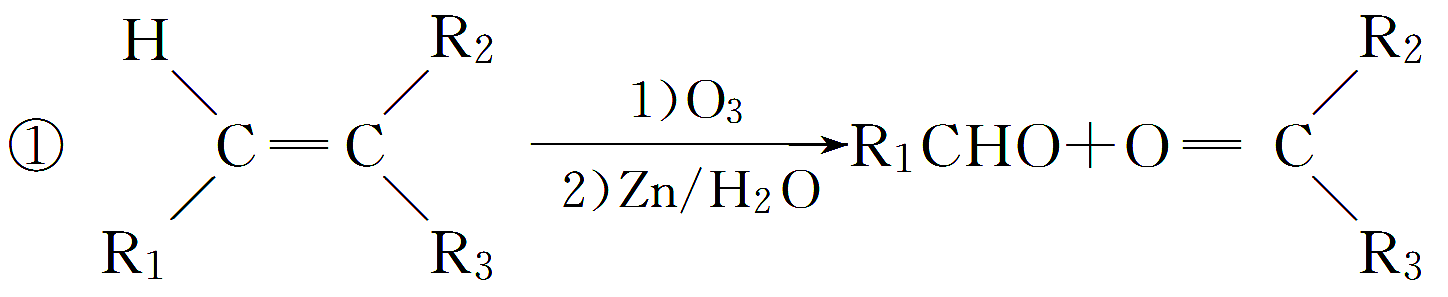 ① H R₁ C=C R₂ R₃ 1)O₃ 2)Zn/H₂O R₁CHO+O=C R₂ R₃